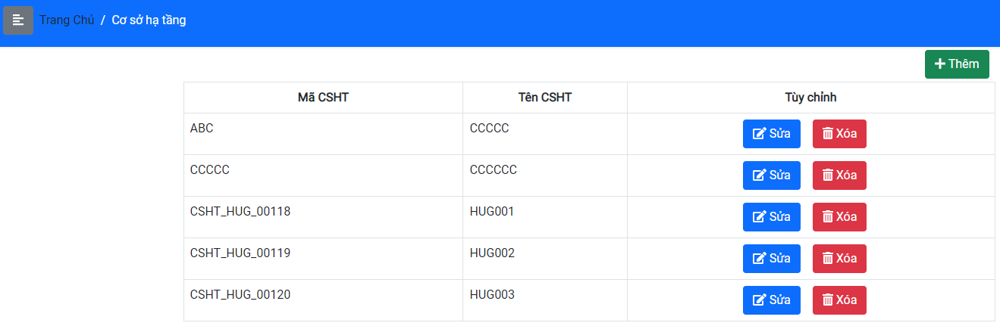 Trang Chủ / Cơ sở hạ tầng
Thêm
Mã CSHT Tên CSHT Tùy chỉnh
ABC CCCCC Sửa Xóa
CCCCC CCCCCC Sửa Xóa
CSHT_HUG_00118 HUG001 Sửa Xóa
CSHT_HUG_00119 HUG002 Sửa Xóa
CSHT_HUG_00120 HUG003 Sửa Xóa